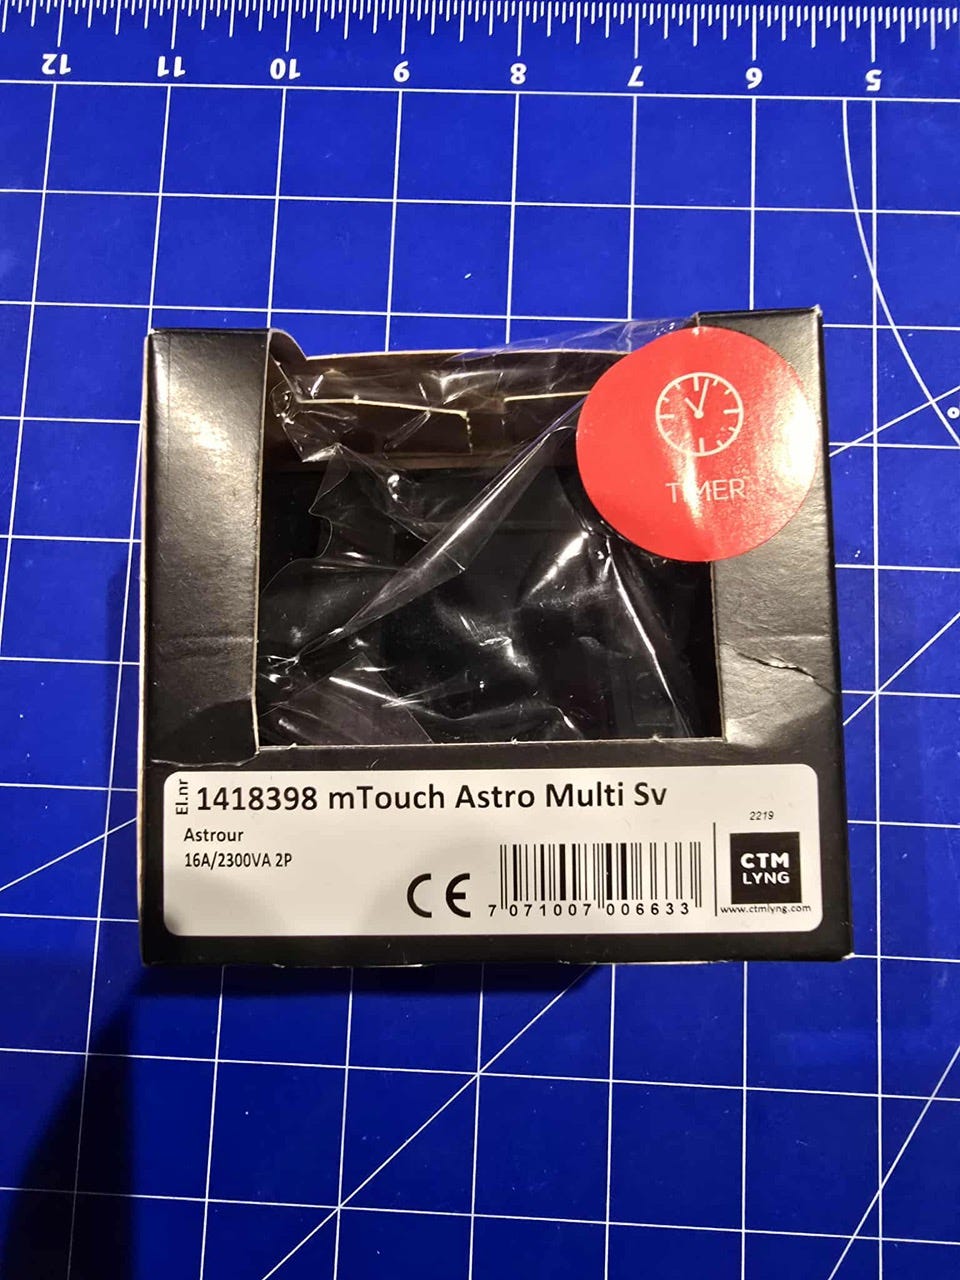 12 11 10 9 8 7 6 5
TIMER
El.nr
1418398 mTouch Astro Multi Sv
Astrour
16A/2300VA 2P
CE
7 071007 006633
2219
CTM
LYNG
www.ctmlyng.com